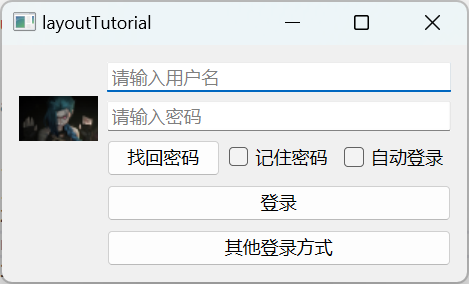 layoutTutorial
请输入用户名
请输入密码
找回密码 记住密码 自动登录
登录
其他登录方式